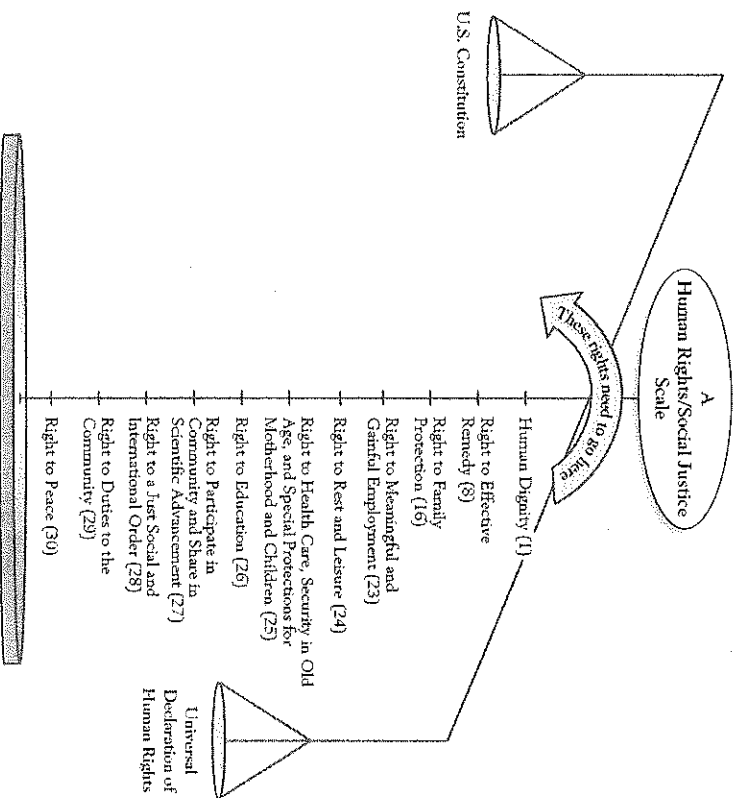 A
Human Rights/Social Justice
Scale
These rights need to go here
U.S. Constitution
Human Dignity (1)
Right to Effective
Remedy (8)
Right to Family
Protection (16)
Right to Meaningful and
Gainful Employment (23)
Right to Rest and Leisure (24)
Right to Health Care, Security in Old
Age, and Special Protections for
Motherhood and Children (25)
Right to Education (26)
Right to Participate in
Community and Share in
Scientific Advancement (27)
Right to a Just Social and
International Order (28)
Right to Duties to the
Community (29)
Right to Peace (30)
Universal
Declaration of
Human Rights